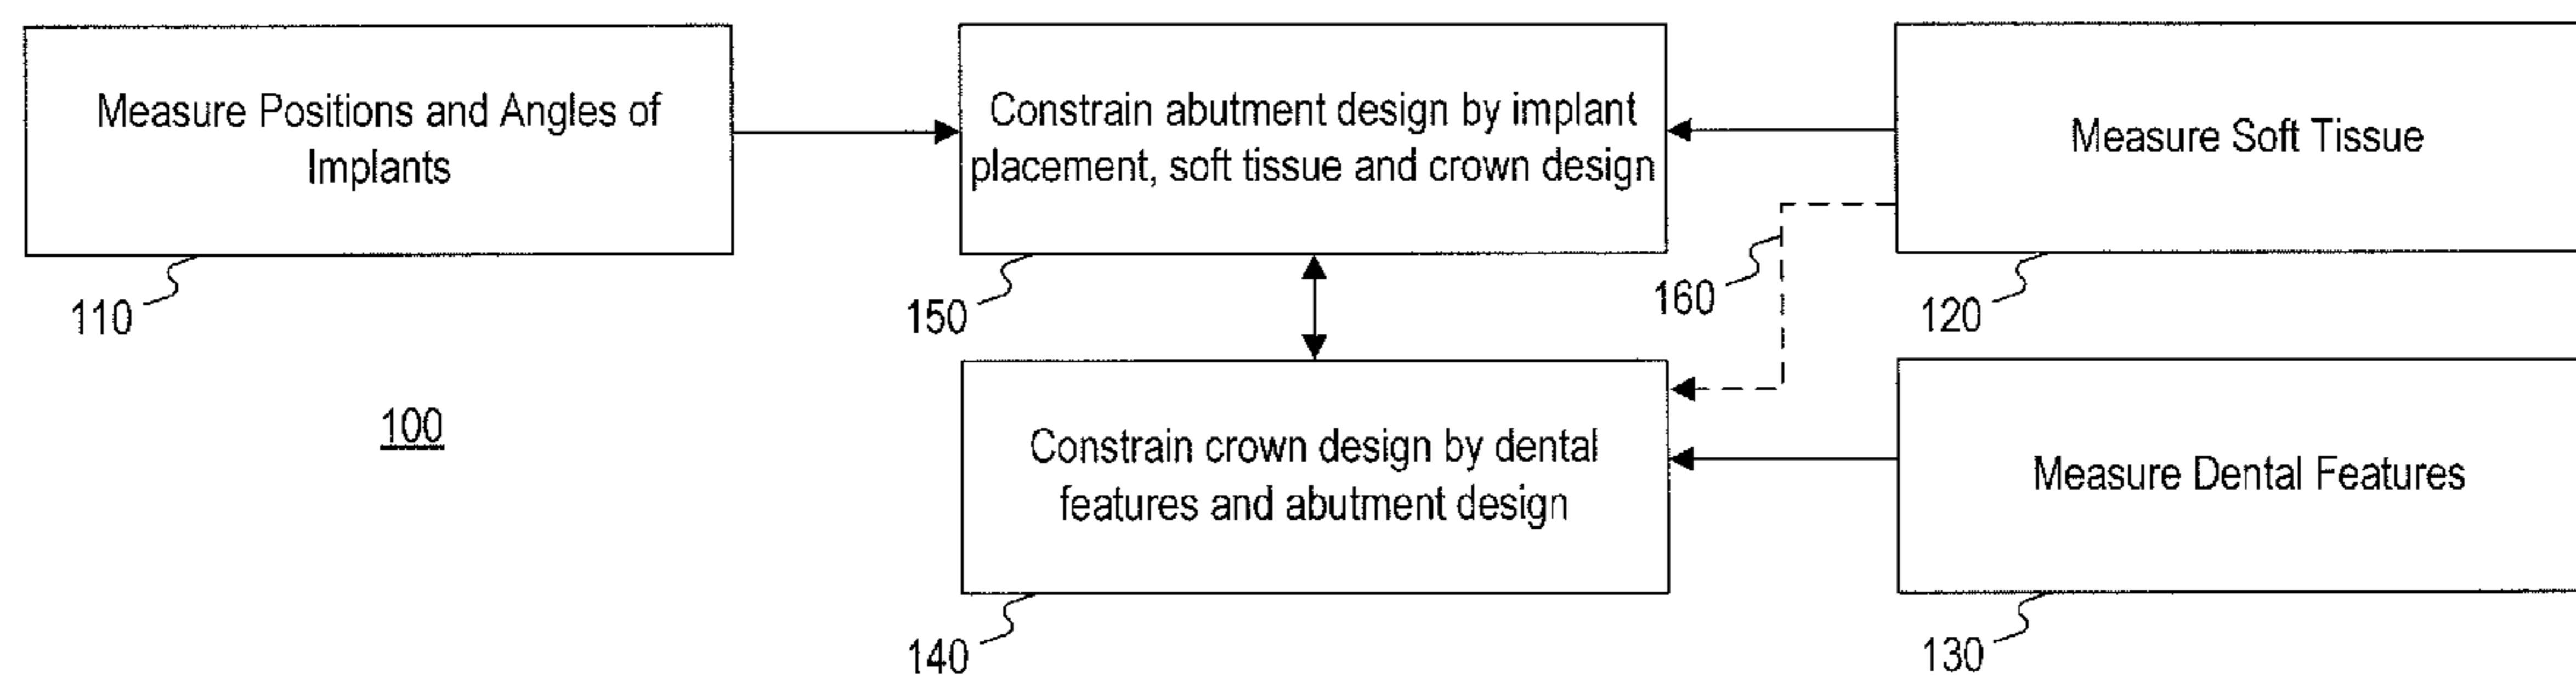 Measure Positions and Angles of
Implants
110
100
Constrain abutment design by implant
placement, soft tissue and crown design
150
Constrain crown design by dental
features and abutment design
140
160
Measure Soft Tissue
120
Measure Dental Features
130